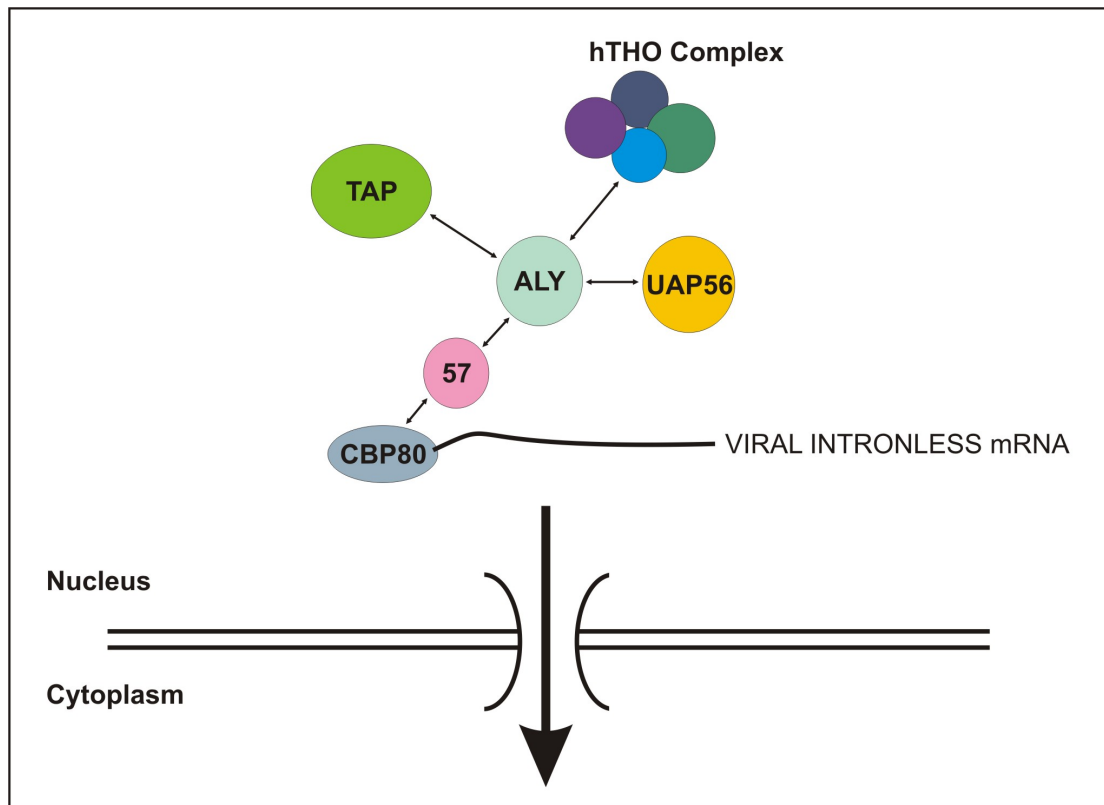 hTHO Complex
TAP
ALY
UAP56
57
CBP80
VIRAL INTRONLESS mRNA
Nucleus
Cytoplasm